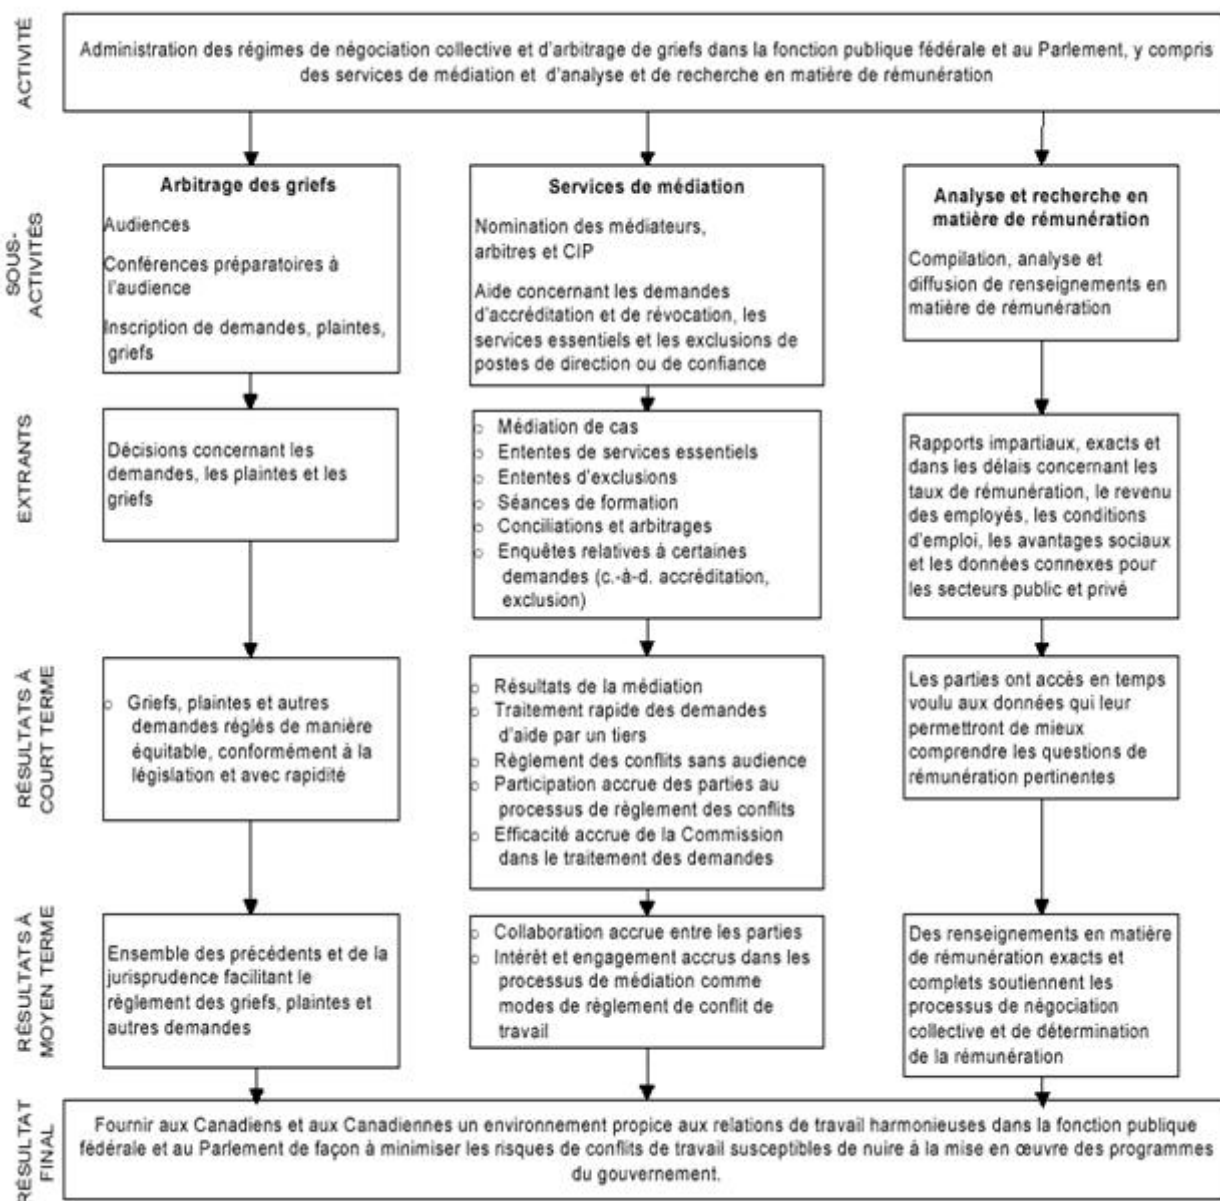 ACTIVITÉ
Administration des régimes de négociation collective et d'arbitrage de griefs dans la fonction publique fédérale et au Parlement, y compris
des services de médiation et d'analyse et de recherche en matière de rémunération
SOUS-
ACTIVITÉS
Arbitrage des griefs
Audiences
Conférences préparatoires à
l'audience
Inscription de demandes, plaintes,
griefs
Services de médiation
Nomination des médiateurs,
arbitres et CIP
Aide concernant les demandes
d'accréditation et de révocation, les
services essentiels et les exclusions de
postes de direction ou de confiance
Analyse et recherche en
matière de rémunération
Compilation, analyse et
diffusion de renseignements en
matière de rémunération
EXTRANTS
Décisions concernant les
demandes, les plaintes et les
griefs
o Médiation de cas
o Ententes de services essentiels
o Ententes d'exclusions
o Séances de formation
o Conciliations et arbitrages
o Enquêtes relatives à certaines
demandes (c.-à-d. accréditation,
exclusion)
Rapports impartiaux, exacts et
dans les délais concernant les
taux de rémunération, le revenu
des employés, les conditions
d'emploi, les avantages sociaux
et les données connexes pour
les secteurs public et privé
RÉSULTATS À
COURT TERME
o Griefs, plaintes et autres
demandes réglés de manière
équitable, conformément à la
législation et avec rapidité
o Résultats de la médiation
o Traitement rapide des demandes
d'aide par un tiers
o Règlement des conflits sans audience
o Participation accrue des parties au
processus de règlement des conflits
o Efficacité accrue de la Commission
dans le traitement des demandes
Les parties ont accès en temps
voulu aux données qui leur
permettront de mieux
comprendre les questions de
rémunération pertinentes
RÉSULTATS À
MOYEN TERME
Ensemble des précédents et de la
jurisprudence facilitant le
règlement des griefs, plaintes et
autres demandes
o Collaboration accrue entre les parties
o Intérêt et engagement accrus dans les
processus de médiation comme
modes de règlement de conflit de
travail
Des renseignements en matière
de rémunération exacts et
complets soutiennent les
processus de négociation
collective et de détermination
de la rémunération
RÉSULTAT
FINAL
Fournir aux Canadiens et aux Canadiennes un environnement propice aux relations de travail harmonieuses dans la fonction publique
fédérale et au Parlement de façon à minimiser les risques de conflits de travail susceptibles de nuire à la mise en œuvre des programmes
du gouvernement.